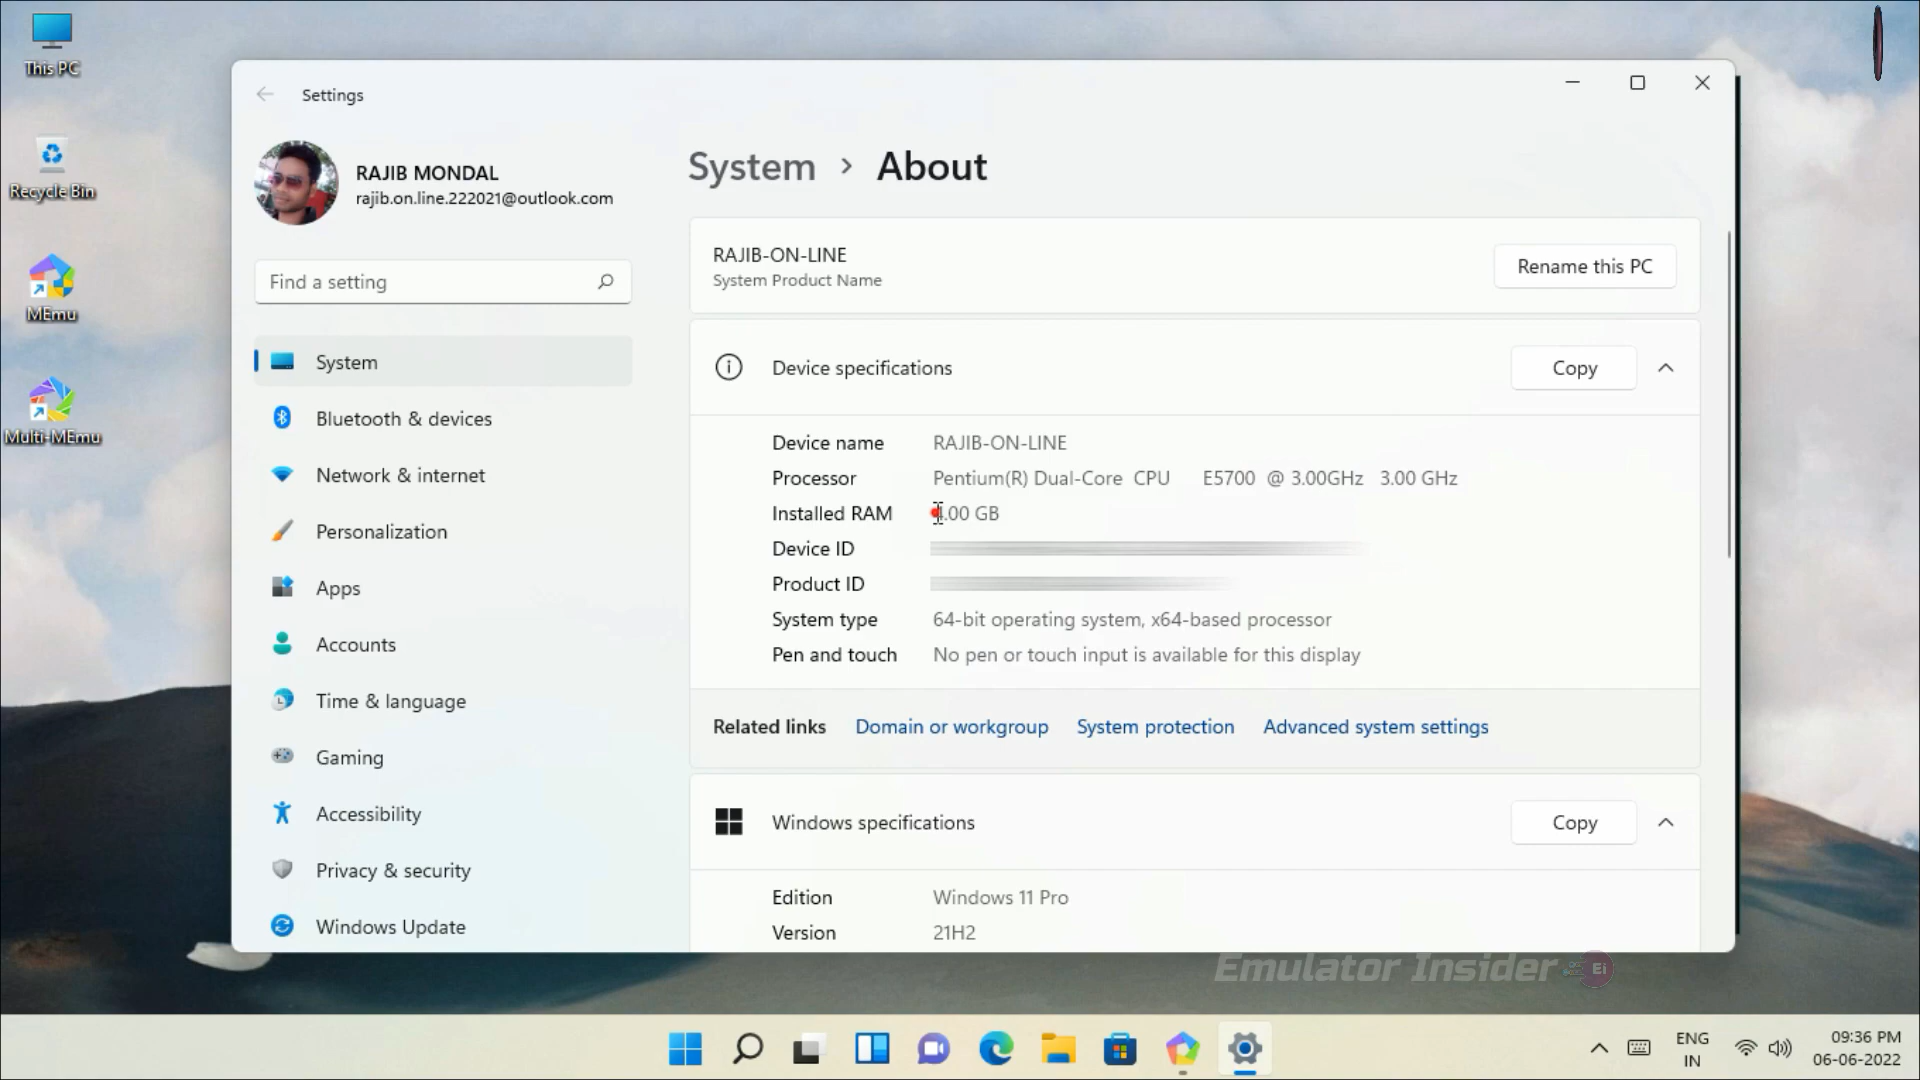 This PC
Recycle Bin
MEmu
Multi-MEmu
Settings
RAJIB MONDAL
rajib.on.line.222021@outlook.com
Find a setting
System
Bluetooth & devices
Network & internet
Personalization
Apps
Accounts
Time & language
Gaming
Accessibility
Privacy & security
Windows Update
System > About
RAJIB-ON-LINE
System Product Name
Rename this PC
Device specifications
Copy
Device name RAJIB-ON-LINE
Processor Pentium(R) Dual-Core CPU E5700 @ 3.00GHz 3.00 GHz
Installed RAM 4.00 GB
Device ID
Product ID
System type 64-bit operating system, x64-based processor
Pen and touch No pen or touch input is available for this display
Related links Domain or workgroup System protection Advanced system settings
Windows specifications
Copy
Edition Windows 11 Pro
Version 21H2
Emulator Insider Ei
ENG
IN
09:36 PM
06-06-2022